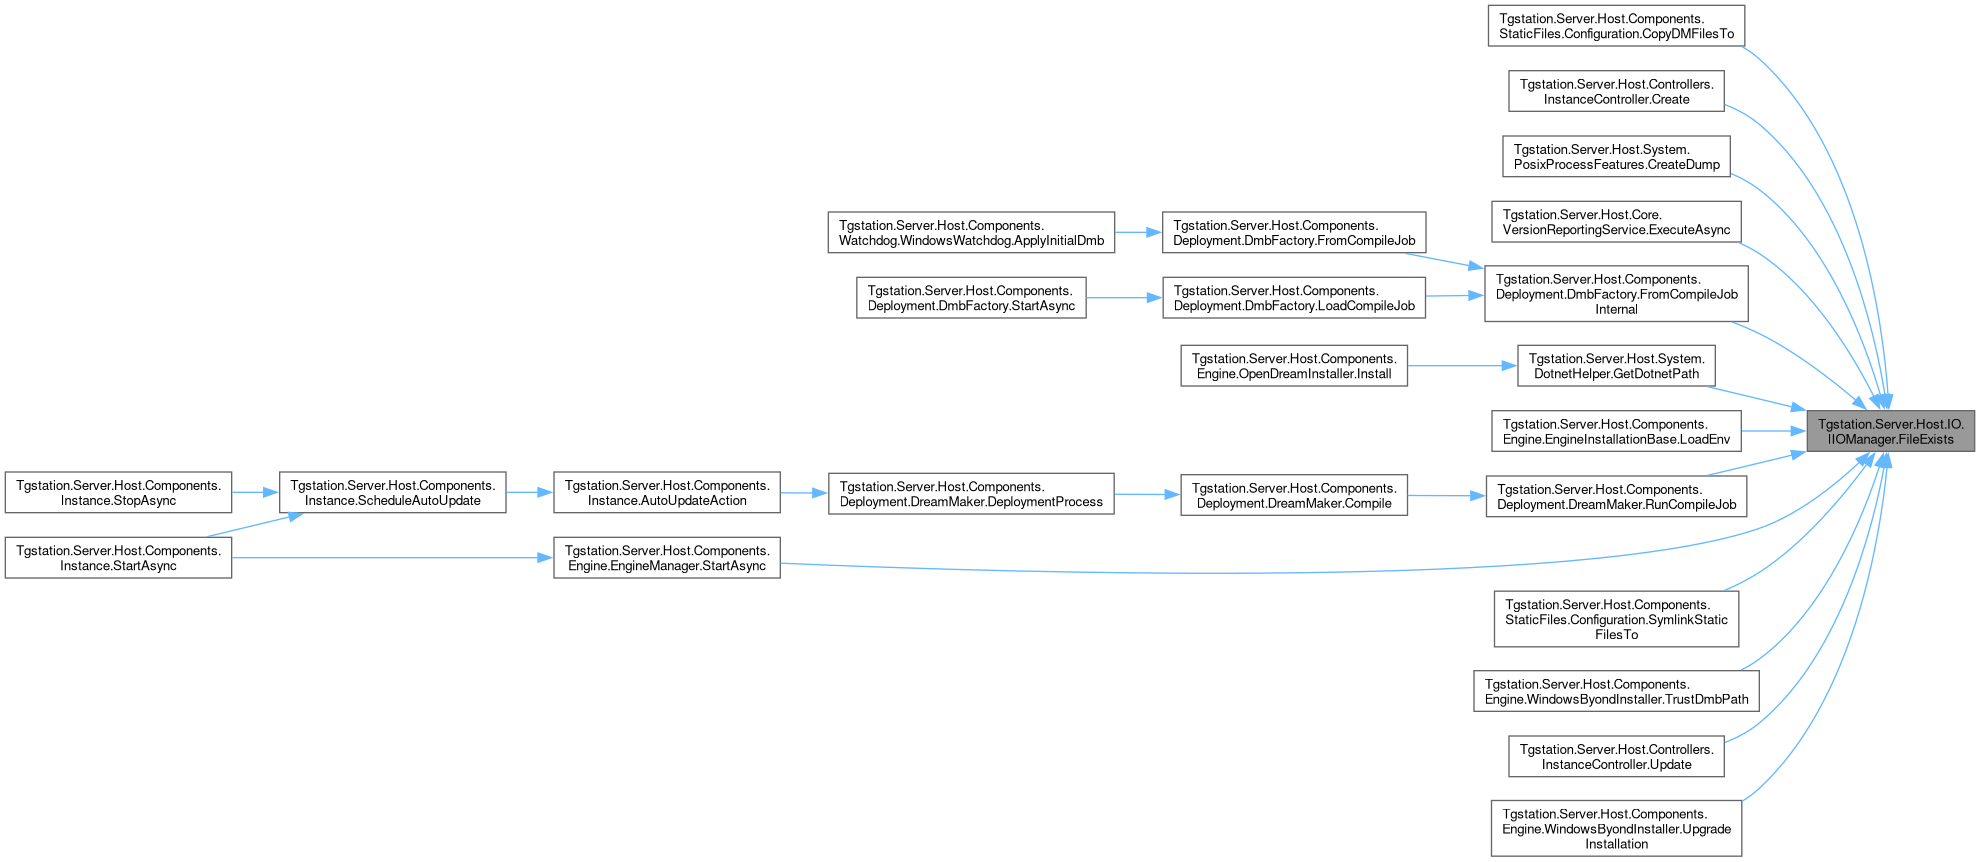 Tgstation.Server.Host.Components.
StaticFiles.Configuration.CopyDMFilesTo
Tgstation.Server.Host.Controllers.
InstanceController.Create
Tgstation.Server.Host.System.
PosixProcessFeatures.CreateDump
Tgstation.Server.Host.Core.
VersionReportingService.ExecuteAsync
Tgstation.Server.Host.Components.
Watchdog.WindowsWatchdog.ApplyInitialDmb
Tgstation.Server.Host.Components.
Deployment.DmbFactory.FromCompileJob
Tgstation.Server.Host.Components.
Deployment.DmbFactory.StartAsync
Tgstation.Server.Host.Components.
Deployment.DmbFactory.LoadCompileJob
Tgstation.Server.Host.Components.
Deployment.DmbFactory.FromCompileJob
Internal
Tgstation.Server.Host.Components.
Engine.OpenDreamInstaller.Install
Tgstation.Server.Host.System.
DotnetHelper.GetDotnetPath
Tgstation.Server.Host.Components.
Engine.EngineInstallationBase.LoadEnv
Tgstation.Server.Host.IO.
IIOManager.FileExists
Tgstation.Server.Host.Components.
Instance.StopAsync
Tgstation.Server.Host.Components.
Instance.ScheduleAutoUpdate
Tgstation.Server.Host.Components.
Instance.AutoUpdateAction
Tgstation.Server.Host.Components.
Deployment.DreamMaker.DeploymentProcess
Tgstation.Server.Host.Components.
Deployment.DreamMaker.Compile
Tgstation.Server.Host.Components.
Deployment.DreamMaker.RunCompileJob
Tgstation.Server.Host.Components.
Instance.StartAsync
Tgstation.Server.Host.Components.
Engine.EngineManager.StartAsync
Tgstation.Server.Host.Components.
StaticFiles.Configuration.SymlinkStatic
FilesTo
Tgstation.Server.Host.Components.
Engine.WindowsByondInstaller.TrustDmbPath
Tgstation.Server.Host.Controllers.
InstanceController.Update
Tgstation.Server.Host.Components.
Engine.WindowsByondInstaller.Upgrade
Installation